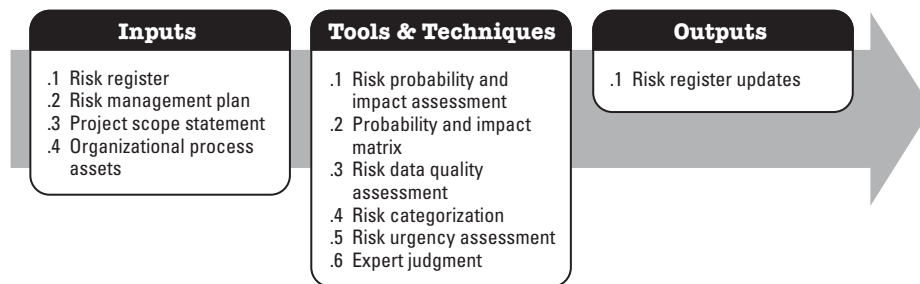 Inputs
.1 Risk register
.2 Risk management plan
.3 Project scope statement
.4 Organizational process
assets
Tools & Techniques
.1 Risk probability and
impact assessment
.2 Probability and impact
matrix
.3 Risk data quality
assessment
.4 Risk categorization
.5 Risk urgency assessment
.6 Expert judgment
Outputs
.1 Risk register updates